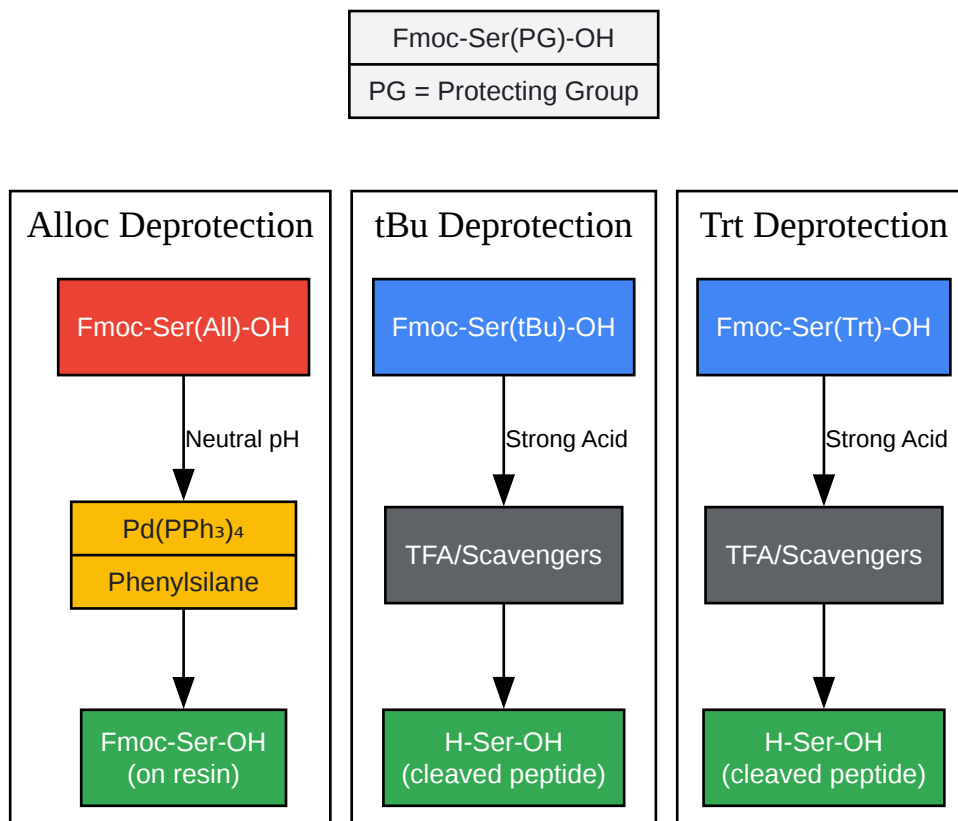 Fmoc-Ser(PG)-OH
PG = Protecting Group
Alloc Deprotection
Fmoc-Ser(All)-OH
Neutral pH
Pd(PPh₃)₄
Phenylsilane
Fmoc-Ser-OH
(on resin)
tBu Deprotection
Fmoc-Ser(tBu)-OH
Strong Acid
TFA/Scavengers
H-Ser-OH
(cleaved peptide)
Trt Deprotection
Fmoc-Ser(Trt)-OH
Strong Acid
TFA/Scavengers
H-Ser-OH
(cleaved peptide)